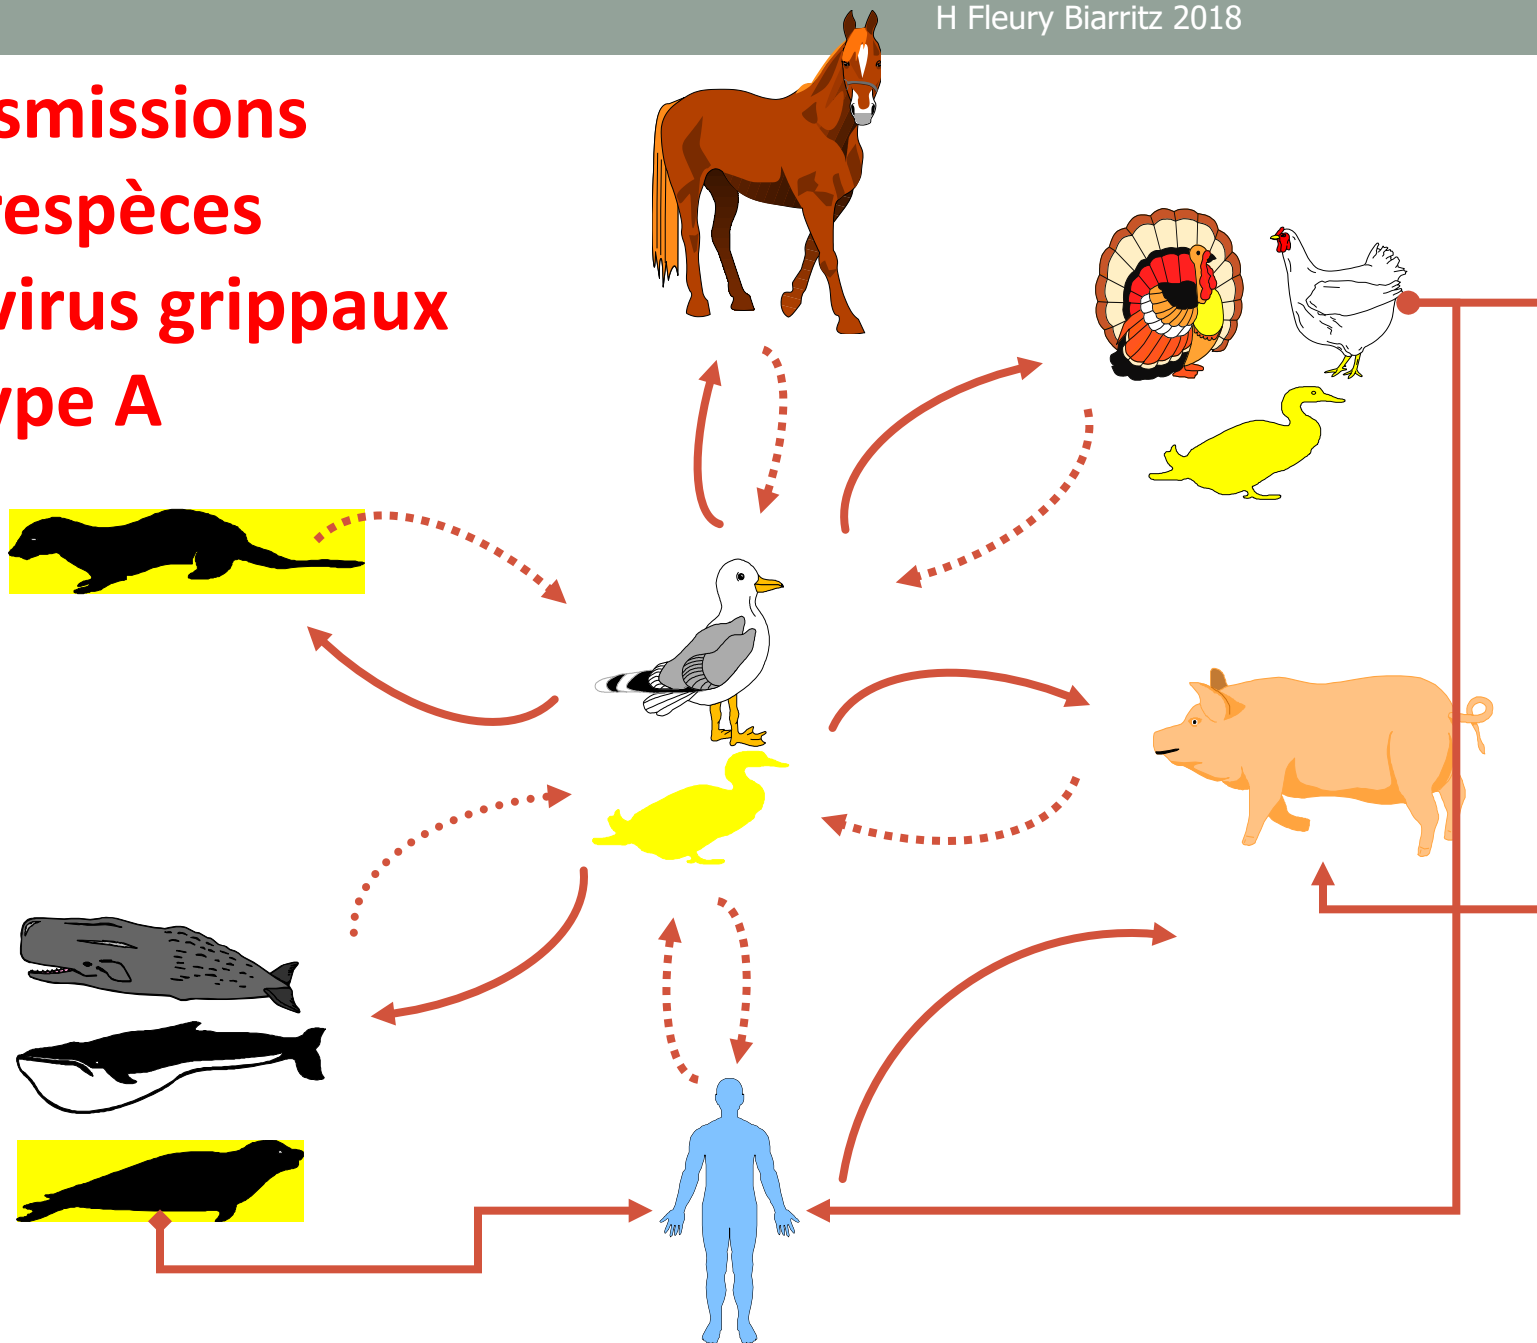 H Fleury Biarritz 2018
smissions
respèces
virus grippaux
ype A